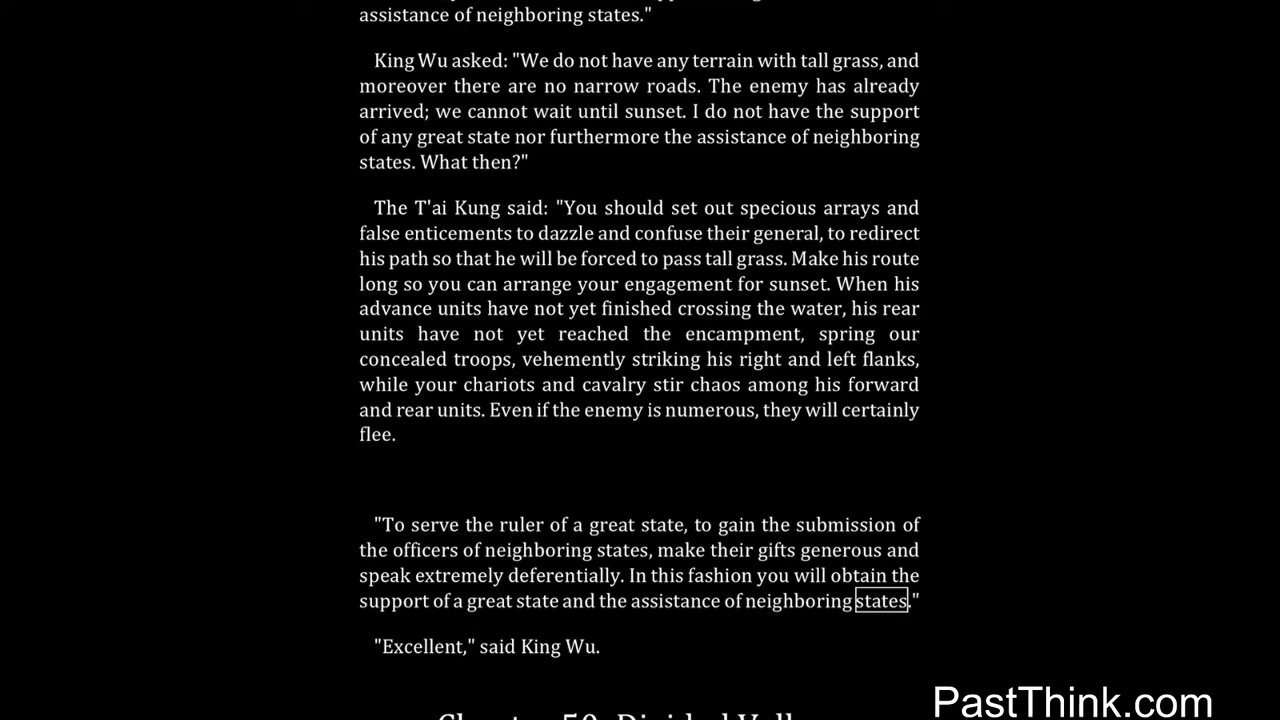 assistance of neighboring states."
King Wu asked: "We do not have any terrain with tall grass, and
moreover there are no narrow roads. The enemy has already
arrived; we cannot wait until sunset. I do not have the support
of any great state nor furthermore the assistance of neighboring
states. What then?"
The T'ai Kung said: "You should set out specious arrays and
false enticements to dazzle and confuse their general, to redirect
his path so that he will be forced to pass tall grass. Make his route
long so you can arrange your engagement for sunset. When his
advance units have not yet finished crossing the water, his rear
units have not yet reached the encampment, spring our
concealed troops, vehemently striking his right and left flanks,
while your chariots and cavalry stir chaos among his forward
and rear units. Even if the enemy is numerous, they will certainly
flee.
"To serve the ruler of a great state, to gain the submission of
the officers of neighboring states, make their gifts generous and
speak extremely deferentially. In this fashion you will obtain the
support of a great state and the assistance of neighboring states."
"Excellent," said King Wu.
PastThink.com